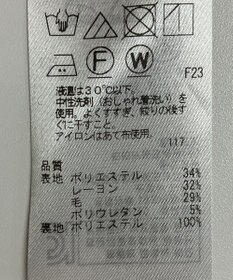 F
W
F23
液温は30℃以下。
中性洗剤(おしゃれ着洗い)を
使用。よくすすぎ、絞りの後す
ぐに干すこと。
アイロンはあて布使用。
117
品質
表地 ポリエステル 34%
レーヨン 32%
毛 29%
ポリウレタン 5%
裏地 ポリエステル 100%